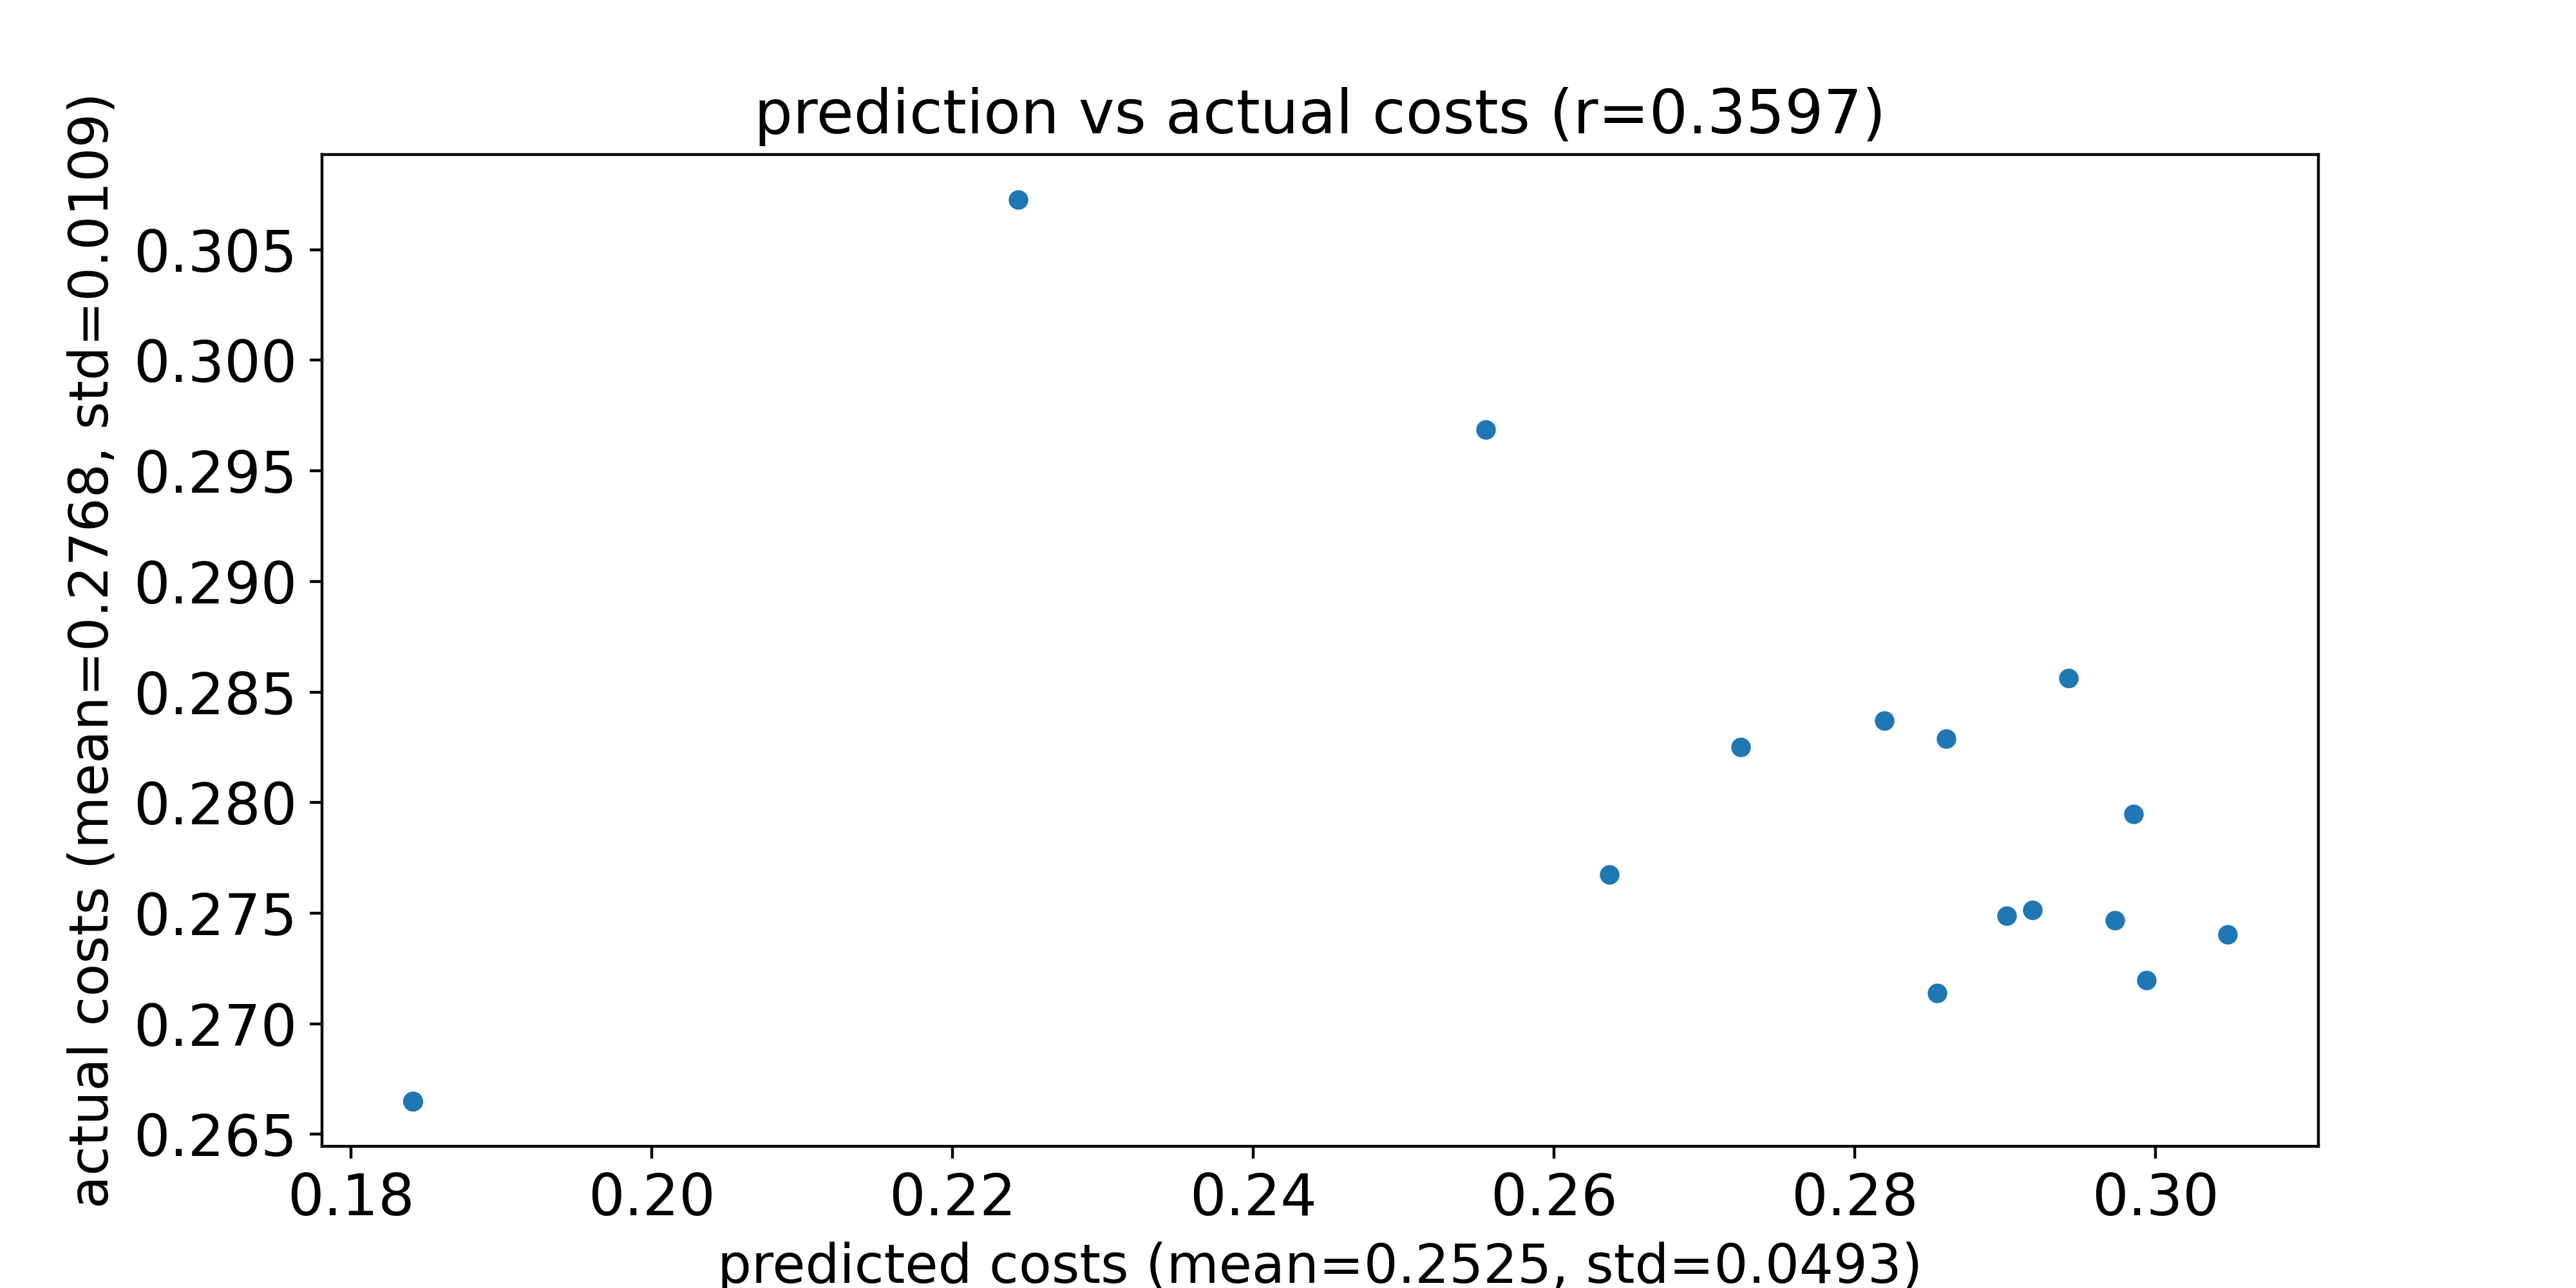 prediction vs actual costs (r=0.3597)
actual costs (mean=0.2768, std=0.0109)
0.305
0.300
0.295
0.290
0.285
0.280
0.275
0.270
0.265
0.18 0.20 0.22 0.24 0.26 0.28 0.30
predicted costs (mean=0.2525, std=0.0493)